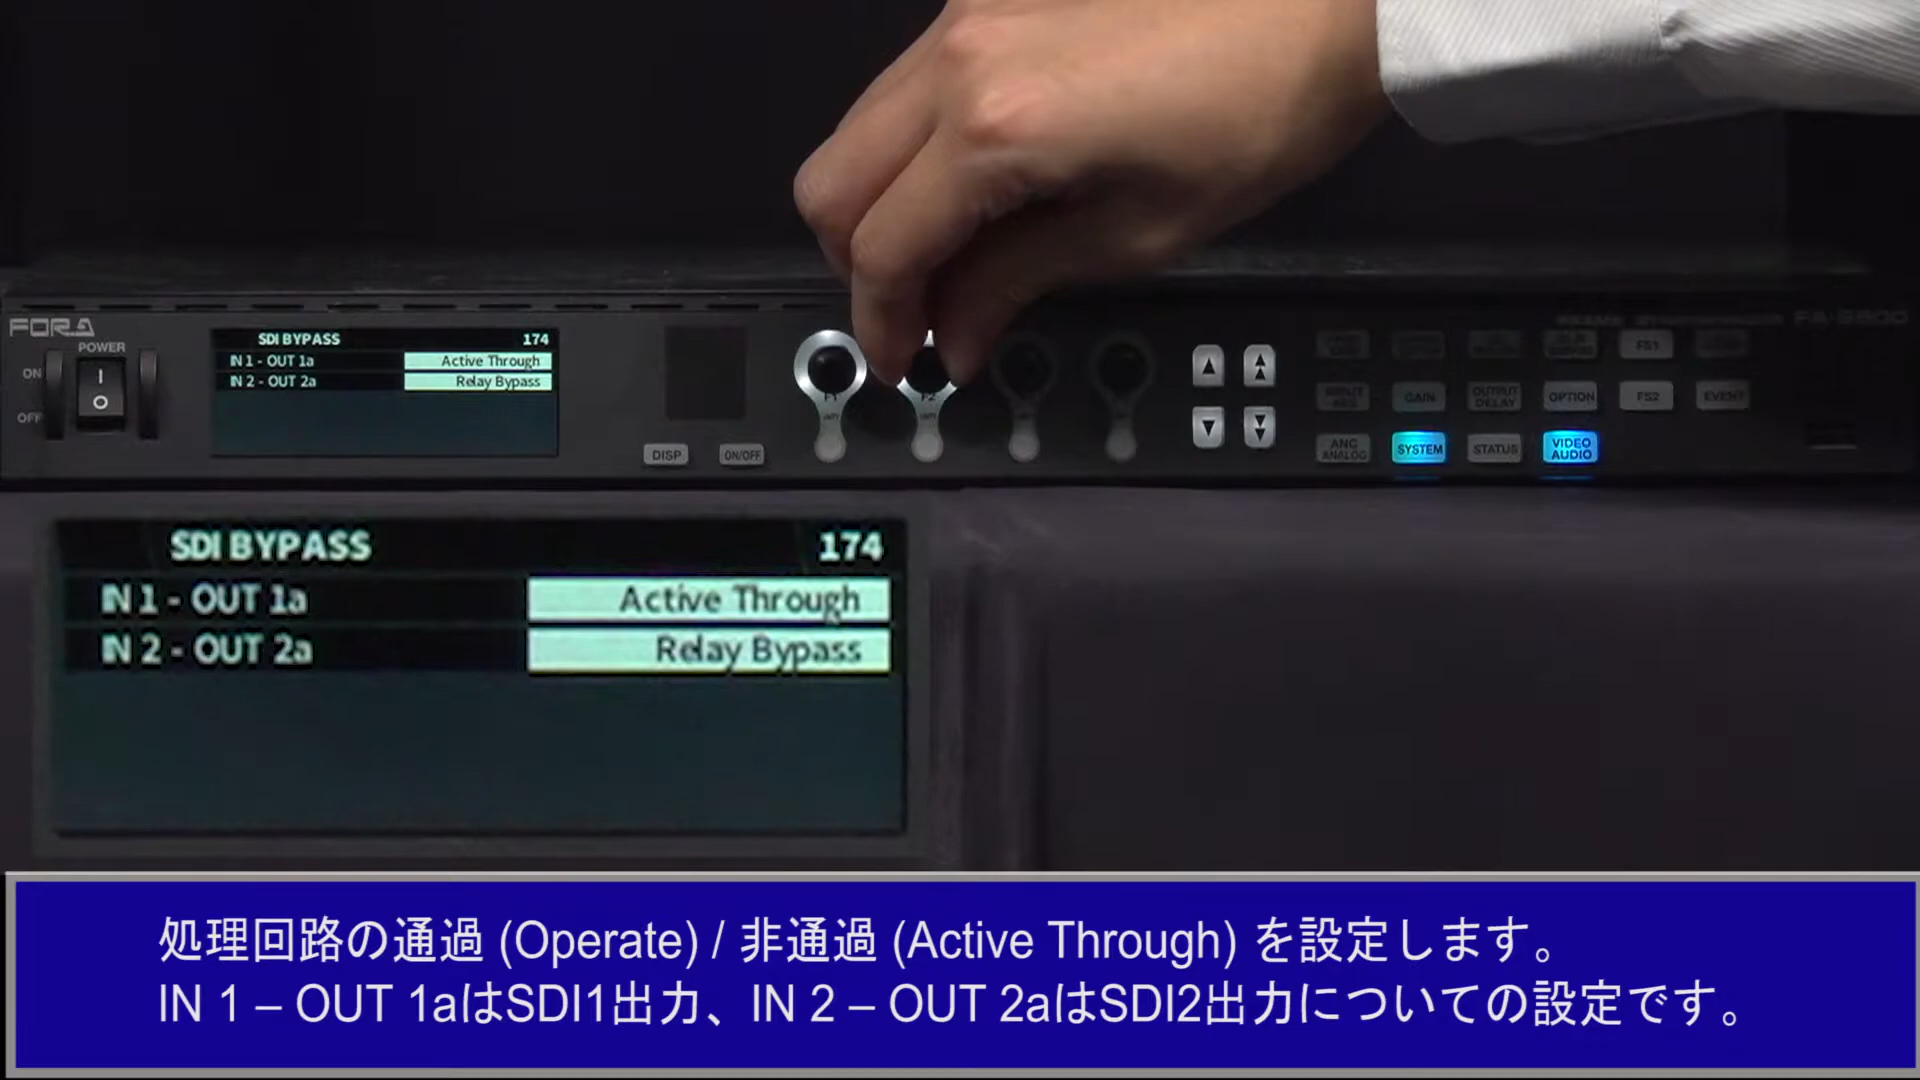 FOR.A
POWER
ON
OFF
SDI BYPASS 174
IN 1 - OUT 1a Active Through
IN 2 - OUT 2a Relay Bypass
DISP
ON/OFF
F1
F2
FS1
GAIN
OUTPUT DELAY
OPTION
FS2
EVENT
ANC ANALOG
SYSTEM
STATUS
VIDEO AUDIO
SDI BYPASS 174
IN 1 - OUT 1a Active Through
IN 2 - OUT 2a Relay Bypass
処理回路の通過 (Operate) / 非通過 (Active Through) を設定します。
IN 1 – OUT 1aはSDI1出力、IN 2 – OUT 2aはSDI2出力についての設定です。